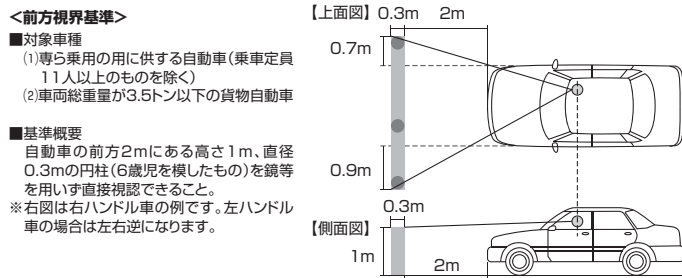 ＜前方視界基準＞
■対象車種
⑴専ら乗用の用に供する自動車（乗車定員
11人以上のものを除く）
⑵車両総重量が3.5トン以下の貨物自動車
■基準概要
自動車の前方2mにある高さ1m、直径
0.3mの円柱（6歳児を模したもの）を鏡等
を用いず直接視認できること。
※右図は右ハンドル車の例です。左ハンドル
車の場合は左右逆になります。
【上面図】 0.3m 2m
0.7m
0.9m
0.3m
【側面図】
1m
2m